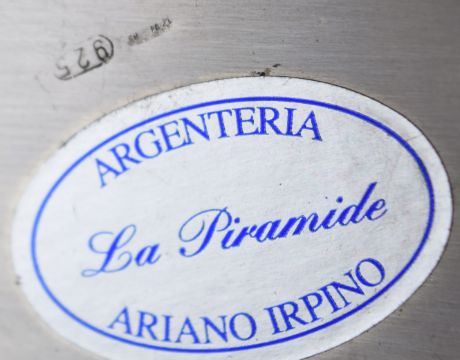 925
ARGENTERIA
La Piramide
ARIANO IRPINO